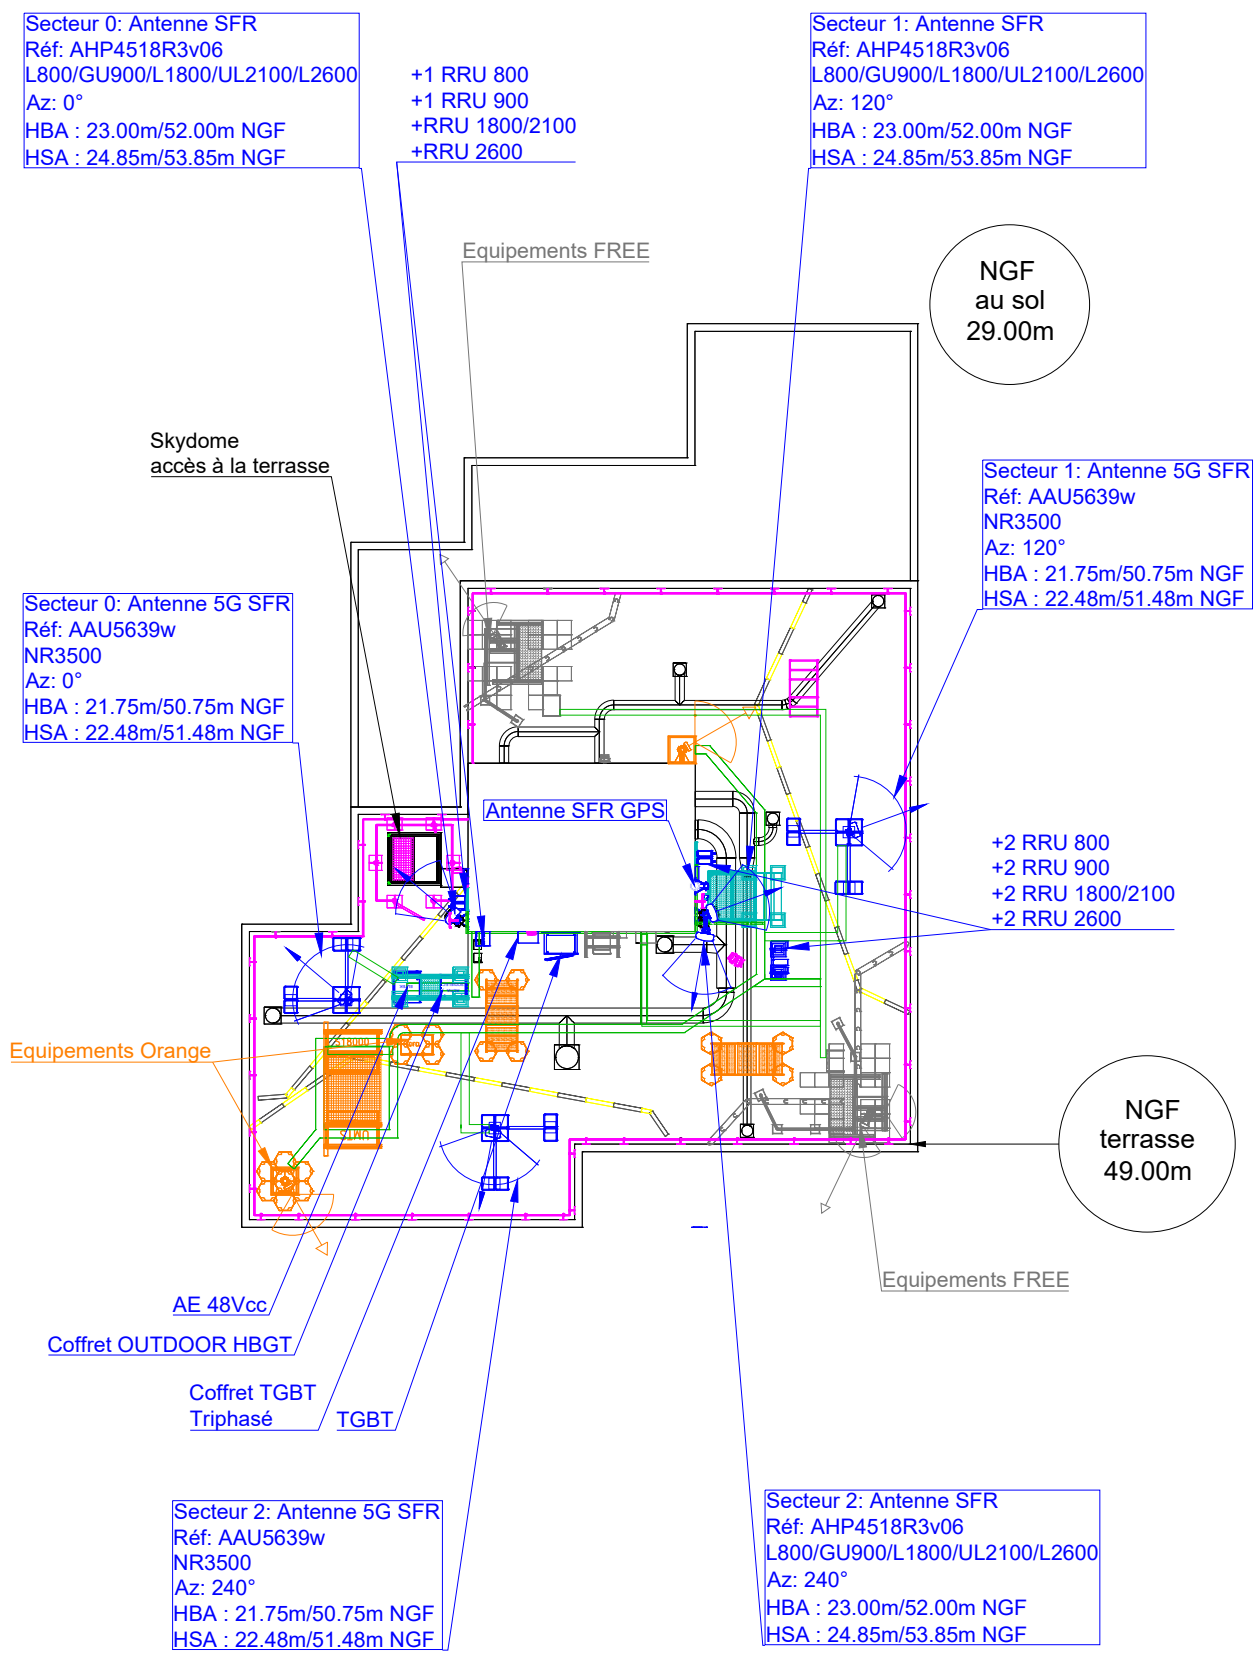 Secteur 0: Antenne SFR
Réf: AHP4518R3v06
L800/GU900/L1800/UL2100/L2600
Az: 0°
HBA : 23.00m/52.00m NGF
HSA : 24.85m/53.85m NGF
+1 RRU 800
+1 RRU 900
+RRU 1800/2100
+RRU 2600
Secteur 1: Antenne SFR
Réf: AHP4518R3v06
L800/GU900/L1800/UL2100/L2600
Az: 120°
HBA : 23.00m/52.00m NGF
HSA : 24.85m/53.85m NGF
Equipements FREE
NGF
au sol
29.00m
Skydome
accès à la terrasse
Secteur 1: Antenne 5G SFR
Réf: AAU5639w
NR3500
Az: 120°
HBA : 21.75m/50.75m NGF
HSA : 22.48m/51.48m NGF
Secteur 0: Antenne 5G SFR
Réf: AAU5639w
NR3500
Az: 0°
HBA : 21.75m/50.75m NGF
HSA : 22.48m/51.48m NGF
Antenne SFR GPS
+2 RRU 800
+2 RRU 900
+2 RRU 1800/2100
+2 RRU 2600
Equipements Orange
UMTS
NGF
terrasse
49.00m
Equipements FREE
AE 48Vcc
Coffret OUTDOOR HBGT
Coffret TGBT
Triphasé
TGBT
Secteur 2: Antenne 5G SFR
Réf: AAU5639w
NR3500
Az: 240°
HBA : 21.75m/50.75m NGF
HSA : 22.48m/51.48m NGF
Secteur 2: Antenne SFR
Réf: AHP4518R3v06
L800/GU900/L1800/UL2100/L2600
Az: 240°
HBA : 23.00m/52.00m NGF
HSA : 24.85m/53.85m NGF